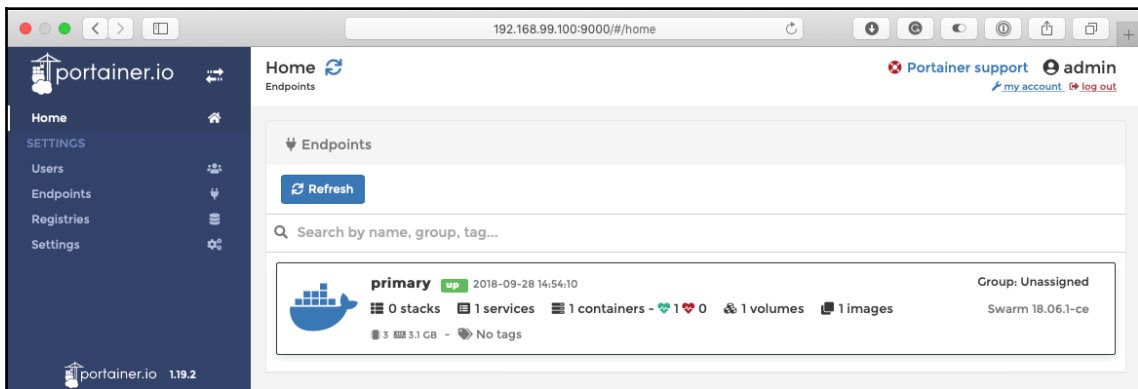 192.168.99.100:9000/#/home
portainer.io
Home
SETTINGS
Users
Endpoints
Registries
Settings
portainer.io 1.19.2
Home
Endpoints
Portainer support admin
my account log out
Endpoints
Refresh
Search by name, group, tag...
primary up 2018-09-28 14:54:10 Group: Unassigned
0 stacks 1 services 1 containers - 1 0 1 volumes 1 images Swarm 18.06.1-ce
3 3.1 GB - No tags